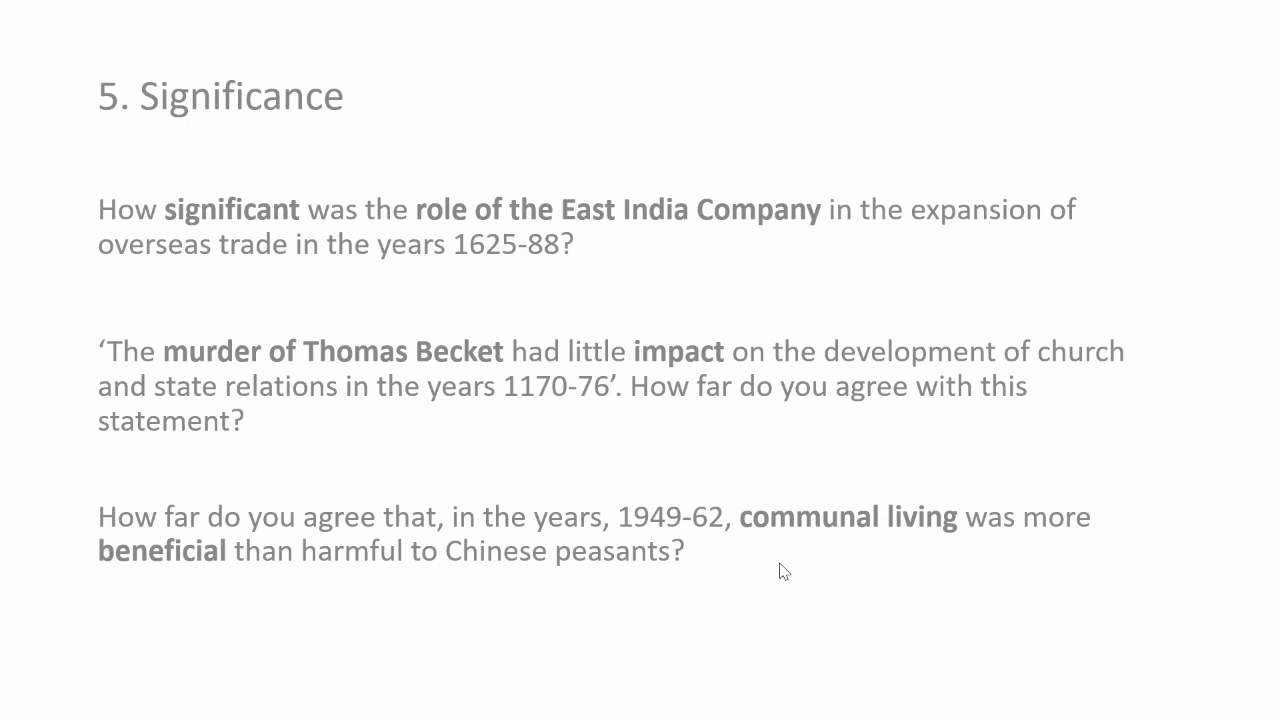 5. Significance
How significant was the role of the East India Company in the expansion of
overseas trade in the years 1625-88?
‘The murder of Thomas Becket had little impact on the development of church
and state relations in the years 1170-76’. How far do you agree with this
statement?
How far do you agree that, in the years, 1949-62, communal living was more
beneficial than harmful to Chinese peasants?